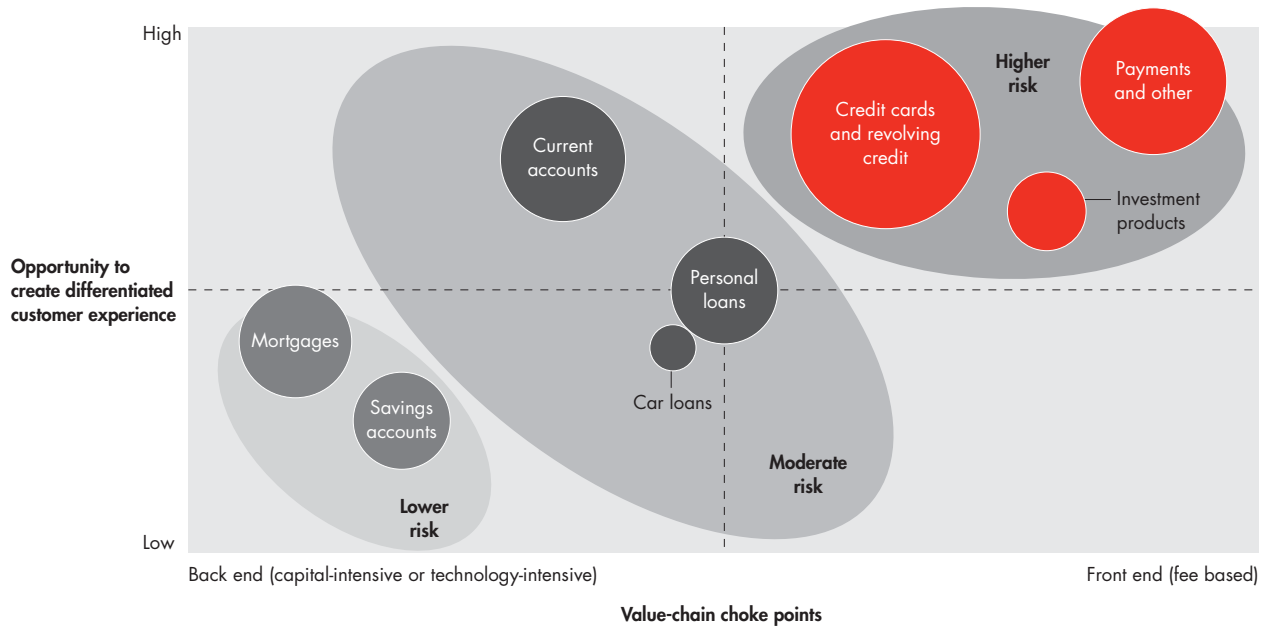 High
Higher
risk
Payments
and other
Credit cards
and revolving
credit
Current
accounts
Investment
products
Opportunity to
create differentiated
customer experience
Personal
loans
Mortgages
Car loans
Savings
accounts
Moderate
risk
Lower
risk
Low
Back end (capital-intensive or technology-intensive)
Front end (fee based)
Value-chain choke points